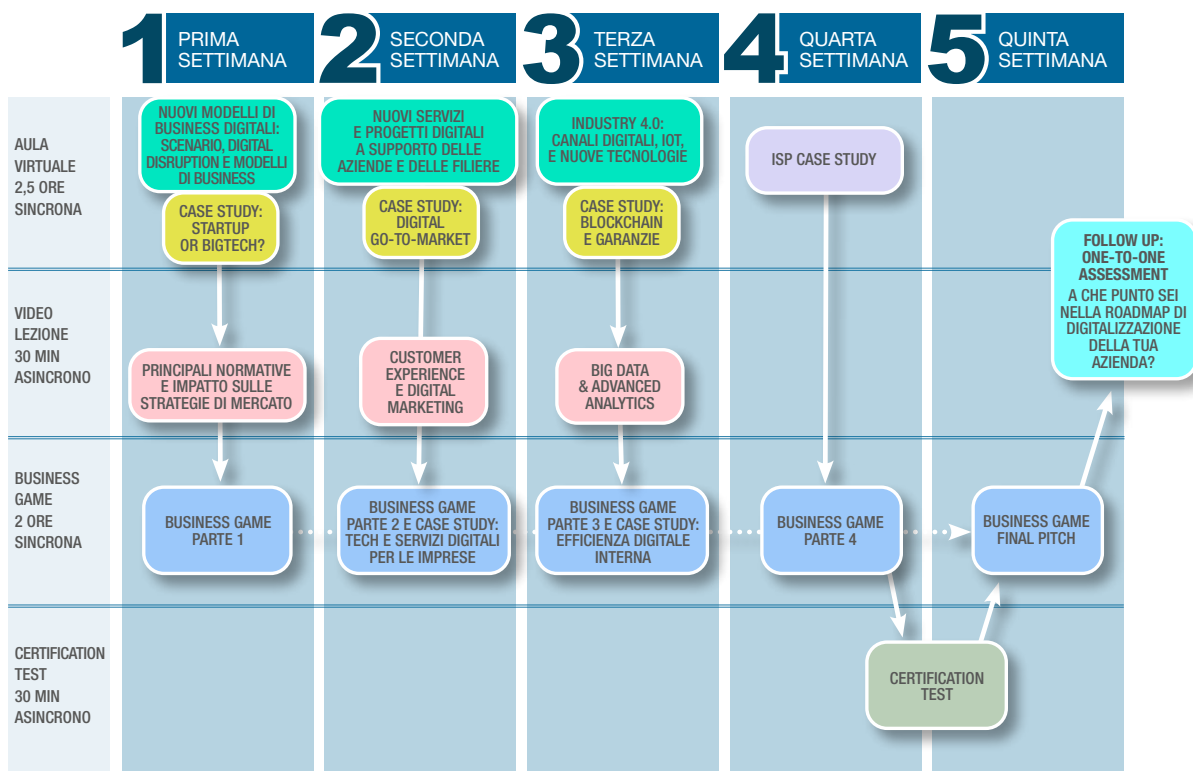 1 PRIMA
SETTIMANA
2 SECONDA
SETTIMANA
3 TERZA
SETTIMANA
4 QUARTA
SETTIMANA
5 QUINTA
SETTIMANA
AULA
VIRTUALE
2,5 ORE
SINCRONA
NUOVI MODELLI DI
BUSINESS DIGITALI:
SCENARIO, DIGITAL
DISRUPTION E MODELLI
DI BUSINESS
CASE STUDY:
STARTUP
OR BIGTECH?
NUOVI SERVIZI
E PROGETTI DIGITALI
A SUPPORTO DELLE
AZIENDE E DELLE FILIERE
CASE STUDY:
DIGITAL
GO-TO-MARKET
INDUSTRY 4.0:
CANALI DIGITALI, IOT,
E NUOVE TECNOLOGIE
CASE STUDY:
BLOCKCHAIN
E GARANZIE
ISP CASE STUDY
FOLLOW UP:
ONE-TO-ONE
ASSESSMENT
A CHE PUNTO SEI
NELLA ROADMAP DI
DIGITALIZZAZIONE
DELLA TUA
AZIENDA?
VIDEO
LEZIONE
30 MIN
ASINCRONO
PRINCIPALI NORMATIVE
E IMPATTO SULLE
STRATEGIE DI MERCATO
CUSTOMER
EXPERIENCE
E DIGITAL
MARKETING
BIG DATA
& ADVANCED
ANALYTICS
BUSINESS
GAME
2 ORE
SINCRONA
BUSINESS GAME
PARTE 1
BUSINESS GAME
PARTE 2 E CASE STUDY:
TECH E SERVIZI DIGITALI
PER LE IMPRESE
BUSINESS GAME
PARTE 3 E CASE STUDY:
EFFICIENZA DIGITALE
INTERNA
BUSINESS GAME
PARTE 4
BUSINESS GAME
FINAL PITCH
CERTIFICATION
TEST
30 MIN
ASINCRONO
CERTIFICATION
TEST